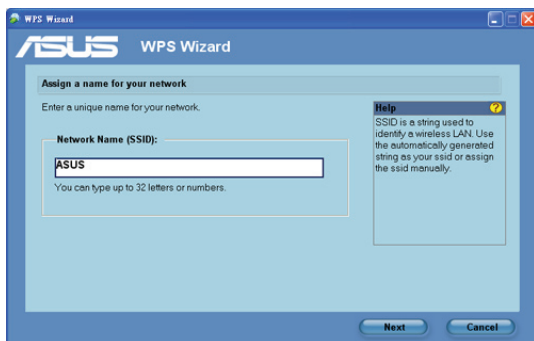 WPS Wizard
ASUS WPS Wizard
Assign a name for your network
Enter a unique name for your network.
Network Name (SSID):
ASUS
You can type up to 32 letters or numbers.
Help ?
SSID is a string used to
identify a wireless LAN. Use
the automatically generated
string as your ssid or assign
the ssid manually.
Next Cancel